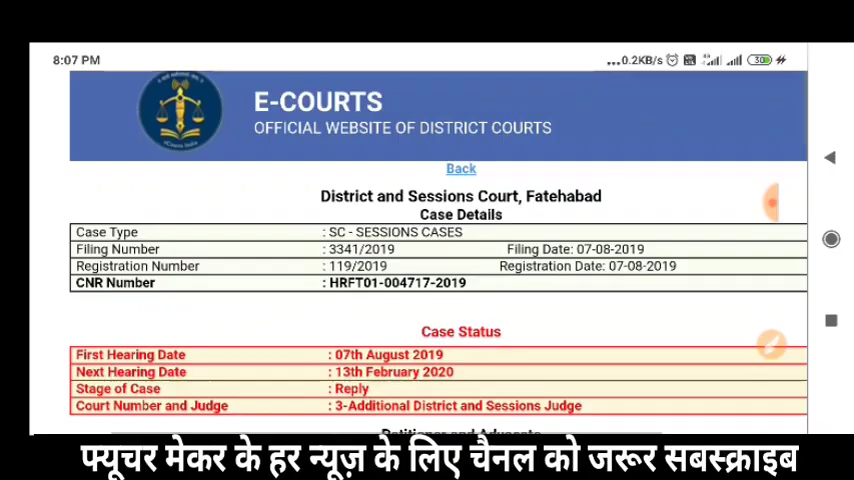 8:07 PM ...0.2KB/s 30
E-COURTS
OFFICIAL WEBSITE OF DISTRICT COURTS
Back
District and Sessions Court, Fatehabad
Case Details
Case Type : SC - SESSIONS CASES
Filing Number : 3341/2019 Filing Date: 07-08-2019
Registration Number : 119/2019 Registration Date: 07-08-2019
CNR Number : HRFT01-004717-2019
Case Status
First Hearing Date : 07th August 2019
Next Hearing Date : 13th February 2020
Stage of Case : Reply
Court Number and Judge : 3-Additional District and Sessions Judge
Petitioner and Advocate
फ्यूचर मेकर के हर न्यूज़ के लिए चैनल को जरूर सबस्क्राइब